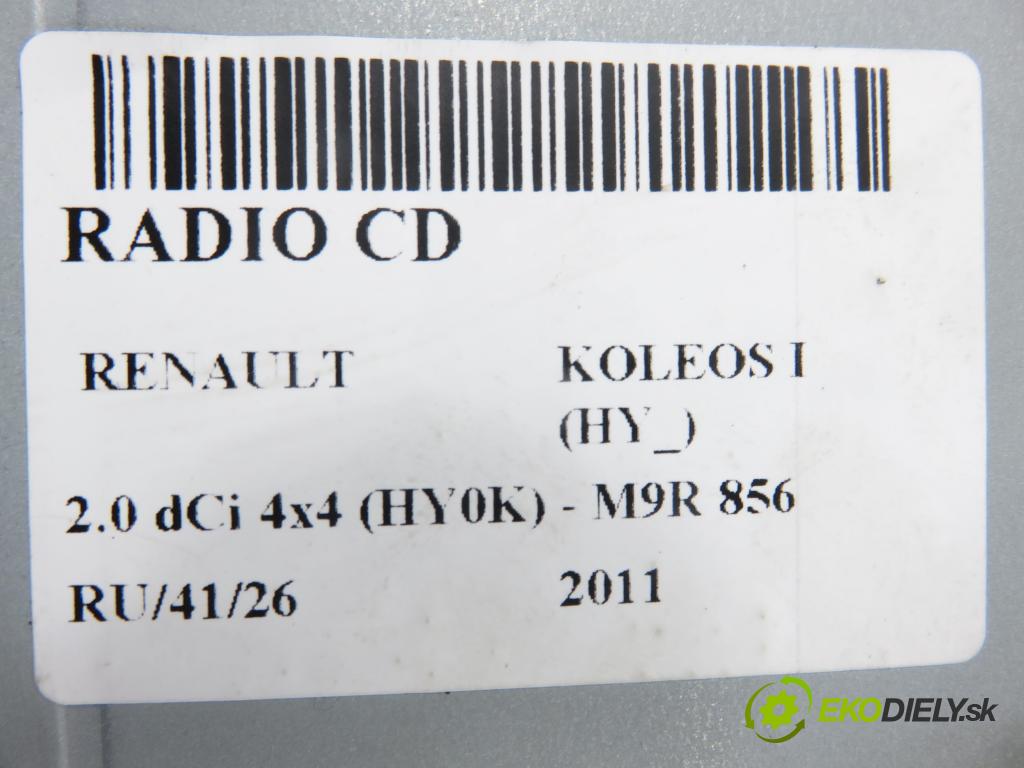 RADIO CD
RENAULT KOLEOS I
(HY_)
2.0 dCi 4x4 (HY0K) - M9R 856
RU/41/26 2011
EKODIELY.sk